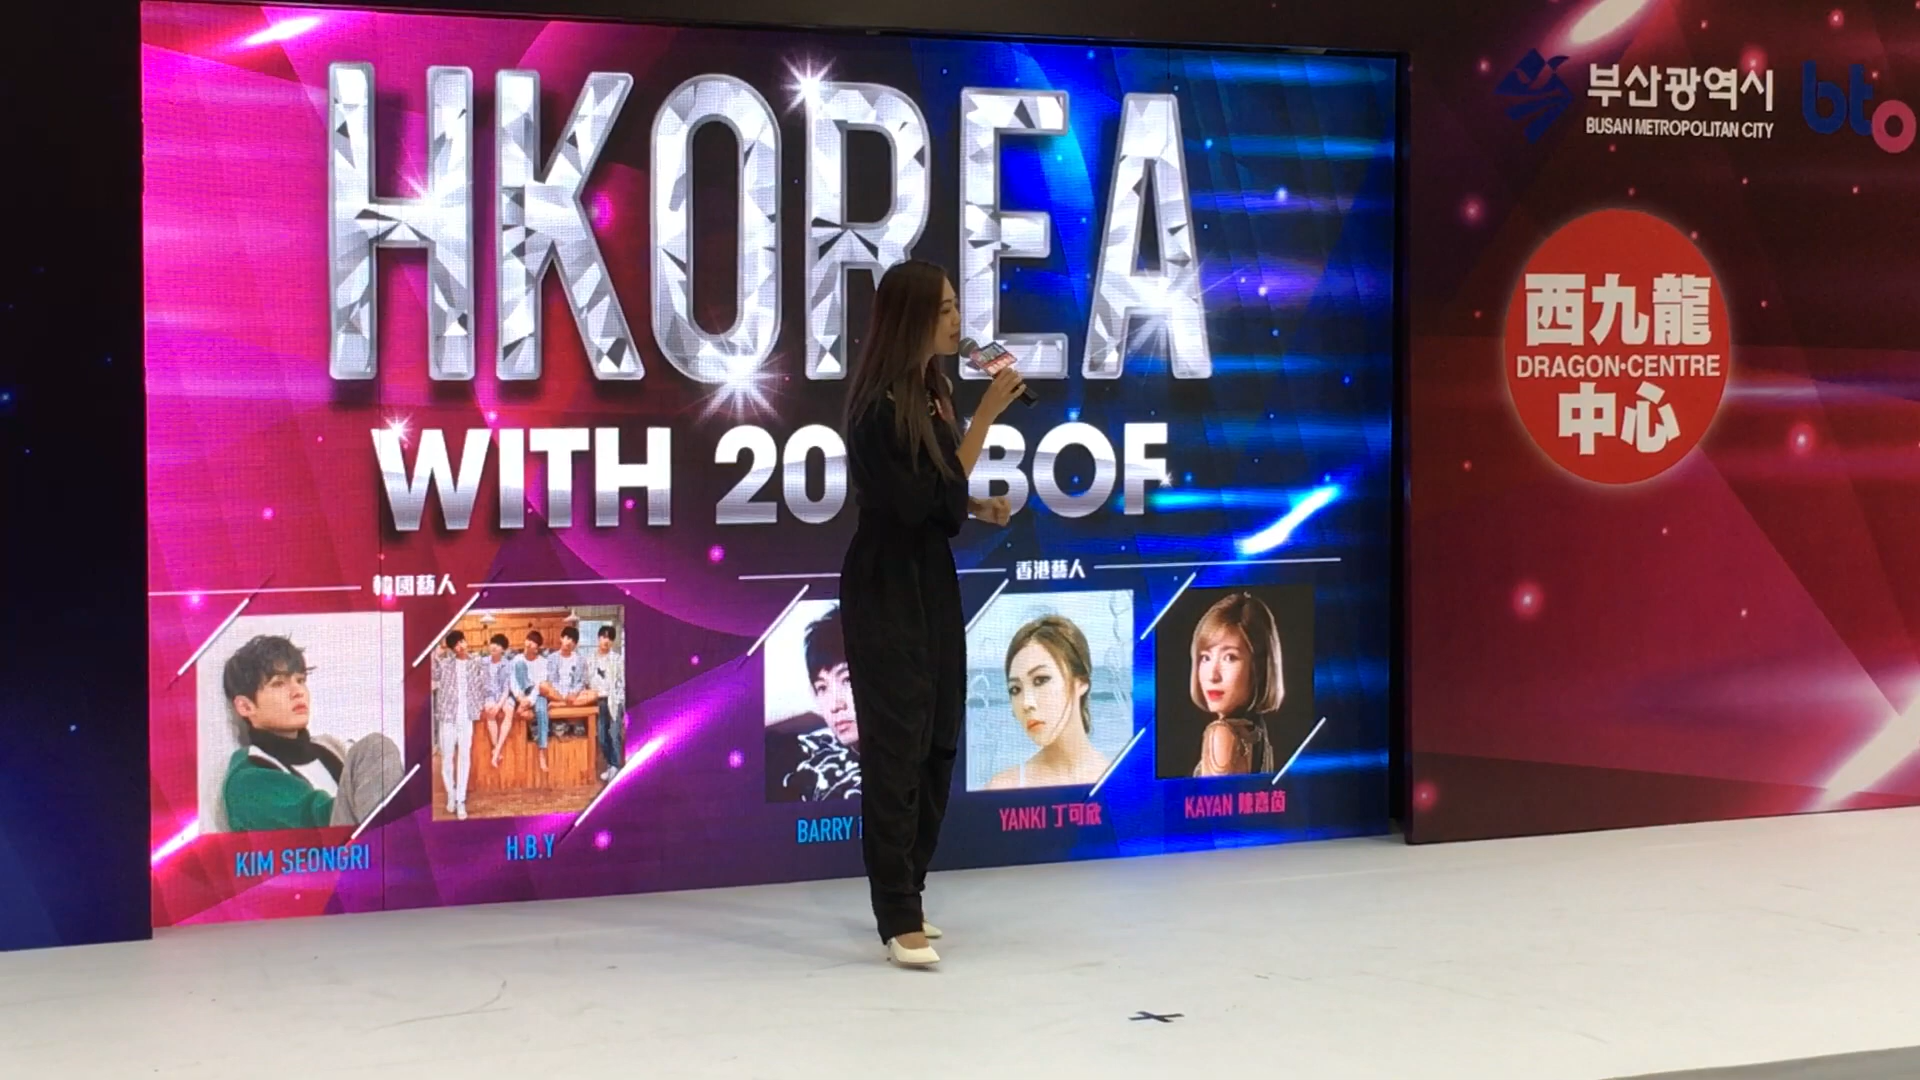 HKOREA
WITH 20 BOF
韓國藝人
香港藝人
KIM SEONGRI
H.B.Y
BARRY
YANKI 丁可欣
KAYAN 陳嘉茵
부산광역시
BUSAN METROPOLITAN CITY
bto
西九龍
DRAGON·CENTRE
中心